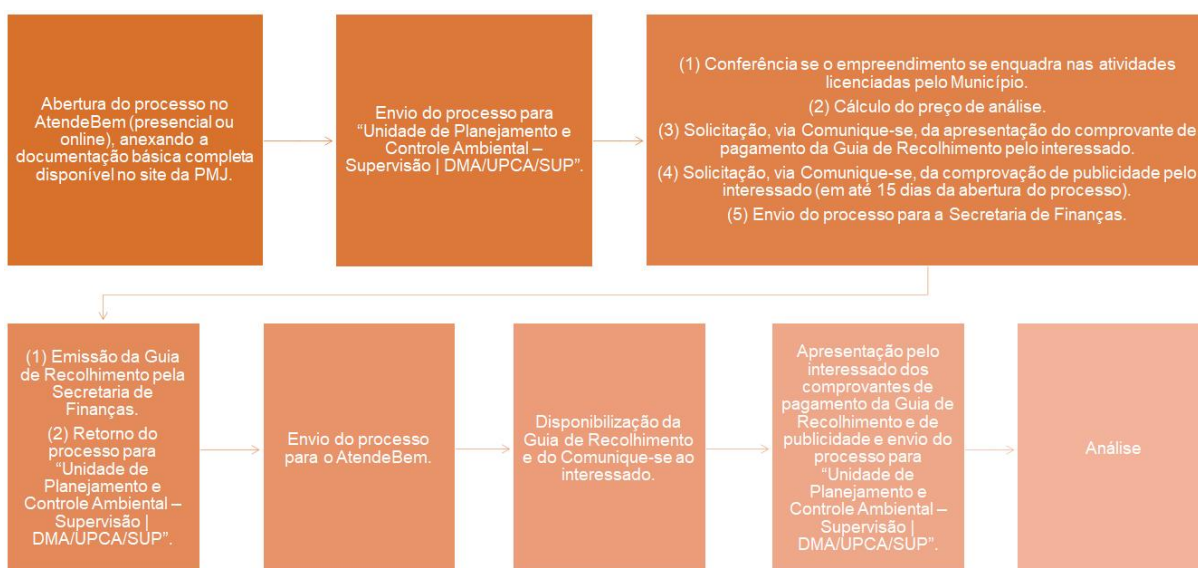 Abertura do processo no
AtendeBem (presencial ou
online), anexando a
documentação básica completa
disponível no site da PMJ.
Envio do processo para
“Unidade de Planejamento e
Controle Ambiental –
Supervisão | DMA/UPCA/SUP”.
(1) Conferência se o empreendimento se enquadra nas atividades
licenciadas pelo Município.
(2) Cálculo do preço de análise.
(3) Solicitação, via Comunique-se, da apresentação do comprovante de
pagamento da Guia de Recolhimento pelo interessado.
(4) Solicitação, via Comunique-se, da comprovação de publicidade pelo
interessado (em até 15 dias da abertura do processo).
(5) Envio do processo para a Secretaria de Finanças.
(1) Emissão da Guia
de Recolhimento pela
Secretaria de
Finanças.
(2) Retorno do
processo para
“Unidade de
Planejamento e
Controle Ambiental –
Supervisão |
DMA/UPCA/SUP”.
Envio do processo
para o AtendeBem.
Disponibilização da
Guia de Recolhimento
e do Comunique-se ao
interessado.
Apresentação pelo
interessado dos
comprovantes de
pagamento da Guia de
Recolhimento e de
publicidade e envio do
processo para
“Unidade de
Planejamento e
Controle Ambiental –
Supervisão |
DMA/UPCA/SUP”.
Análise